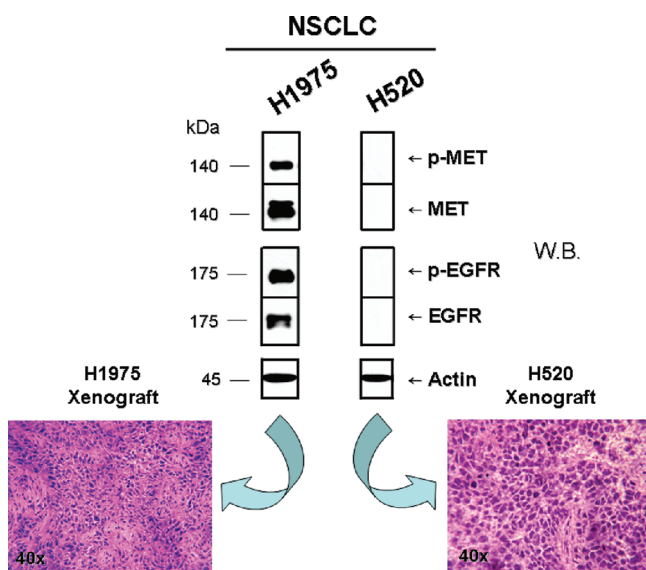 NSCLC
H1975 H520
kDa
140 — ← p-MET
140 — ← MET
W.B.
175 — ← p-EGFR
175 — ← EGFR
45 — ← Actin
H1975
Xenograft
H520
Xenograft
40x
40x